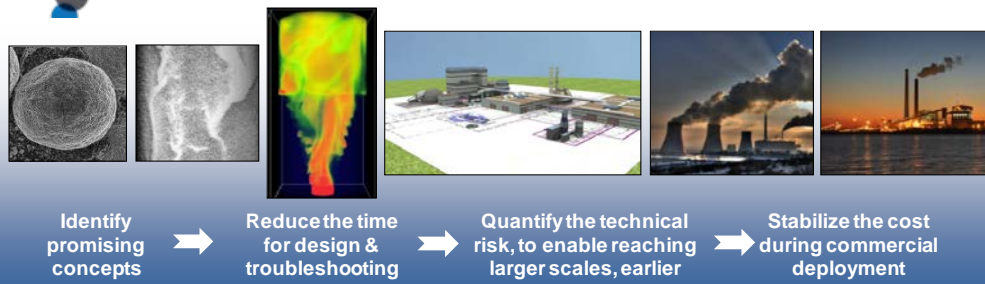 Identify
promising
concepts
Reduce the time
for design &
troubleshooting
Quantify the technical
risk, to enable reaching
larger scales, earlier
Stabilize the cost
during commercial
deployment